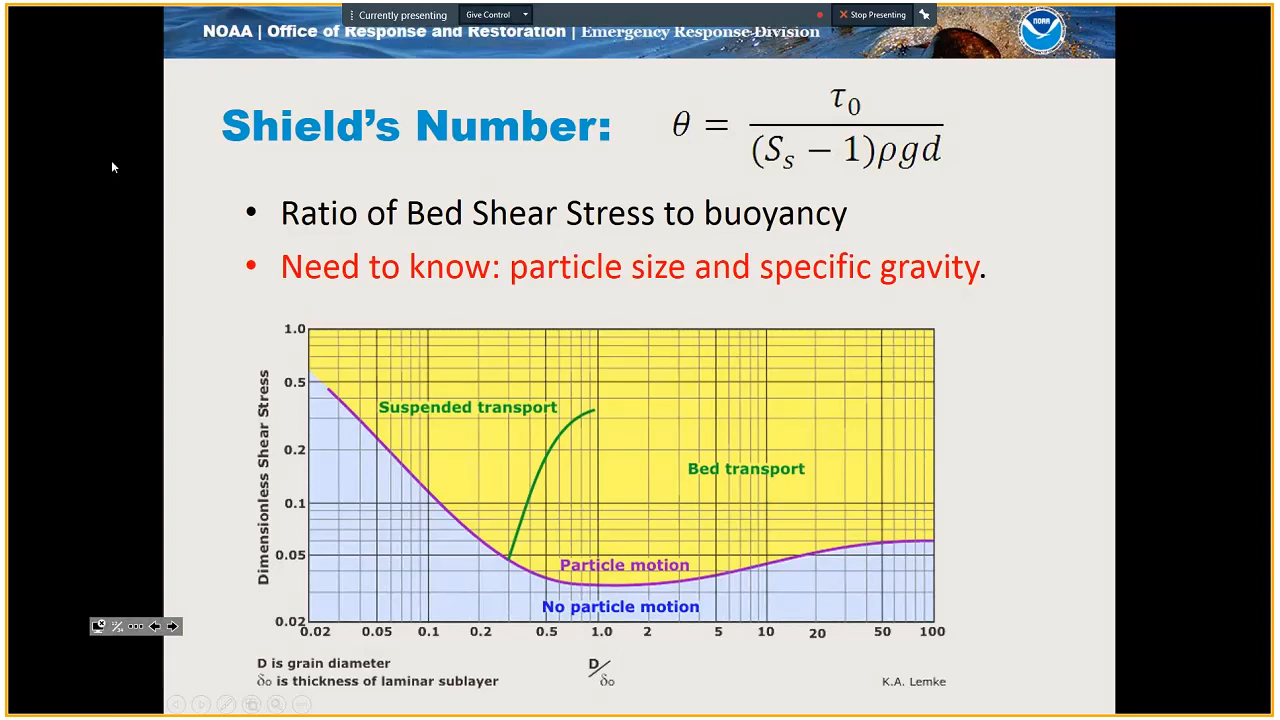 Currently presenting
Give Control
Stop Presenting
NOAA | Office of Response and Restoration | Emergency Response Division
NOAA
Shield's Number:
θ = τ₀ / (Sₛ − 1)ρgd
• Ratio of Bed Shear Stress to buoyancy
• Need to know: particle size and specific gravity.
Dimensionless Shear Stress
1.0
0.5
0.2
0.1
0.05
0.02
Suspended transport
Bed transport
Particle motion
No particle motion
0.02 0.05 0.1 0.2 0.5 1.0 2 5 10 20 50 100
D is grain diameter
δ₀ is thickness of laminar sublayer
D/δ₀
K.A. Lemke